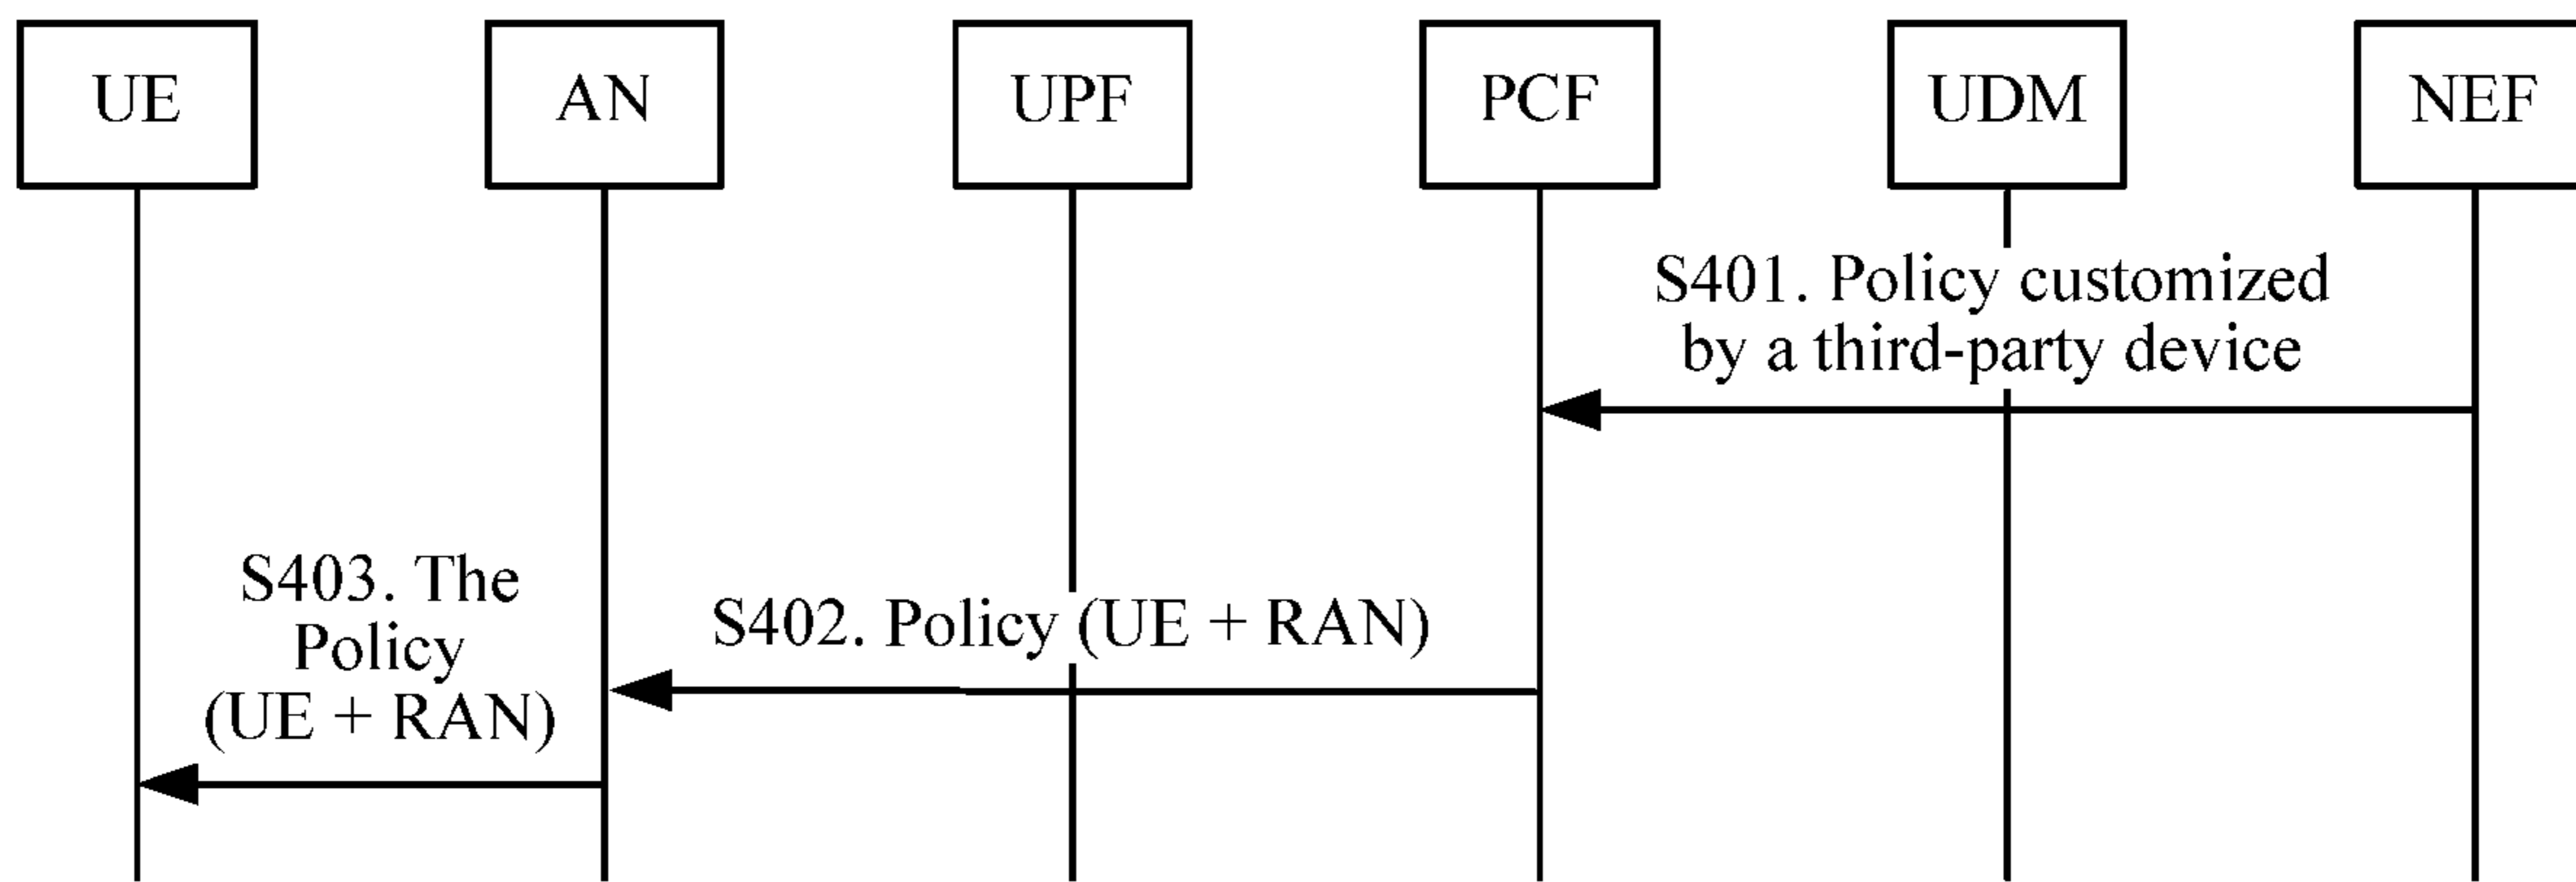 UE
AN
UPF
PCF
UDM
NEF
S401. Policy customized
by a third-party device
S402. Policy (UE + RAN)
S403. The
Policy
(UE + RAN)